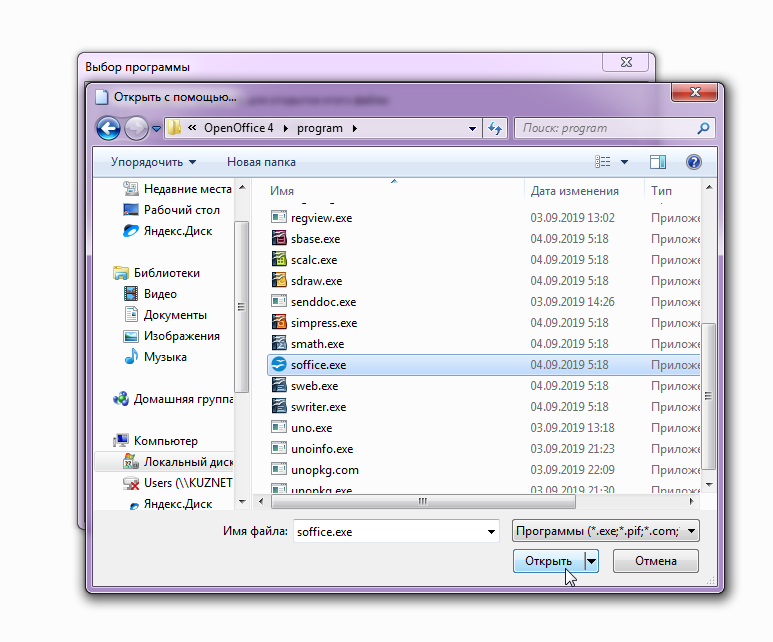 Выбор программы
Открыть с помощью...
« OpenOffice 4 program
Поиск: program
Упорядочить Новая папка
Недавние места
Рабочий стол
Яндекс.Диск
Библиотеки
Видео
Документы
Изображения
Музыка
Домашняя группа
Компьютер
Локальный диск
Users (\\KUZNET
Яндекс.Диск
Имя Дата изменения Тип
regview.exe 03.09.2019 13:02 Приложе
sbase.exe 04.09.2019 5:18 Приложе
scalc.exe 04.09.2019 5:18 Приложе
sdraw.exe 04.09.2019 5:18 Приложе
senddoc.exe 03.09.2019 14:26 Приложе
simpress.exe 04.09.2019 5:18 Приложе
smath.exe 04.09.2019 5:18 Приложе
soffice.exe 04.09.2019 5:18 Приложе
sweb.exe 04.09.2019 5:18 Приложе
swriter.exe 04.09.2019 5:18 Приложе
uno.exe 03.09.2019 13:18 Приложе
unoinfo.exe 03.09.2019 21:23 Приложе
unopkg.com 03.09.2019 22:09 Приложе
unopkg.exe 03.09.2019 21:30 Приложе
Имя файла: soffice.exe
Программы (*.exe;*.pif;*.com;
Открыть Отмена